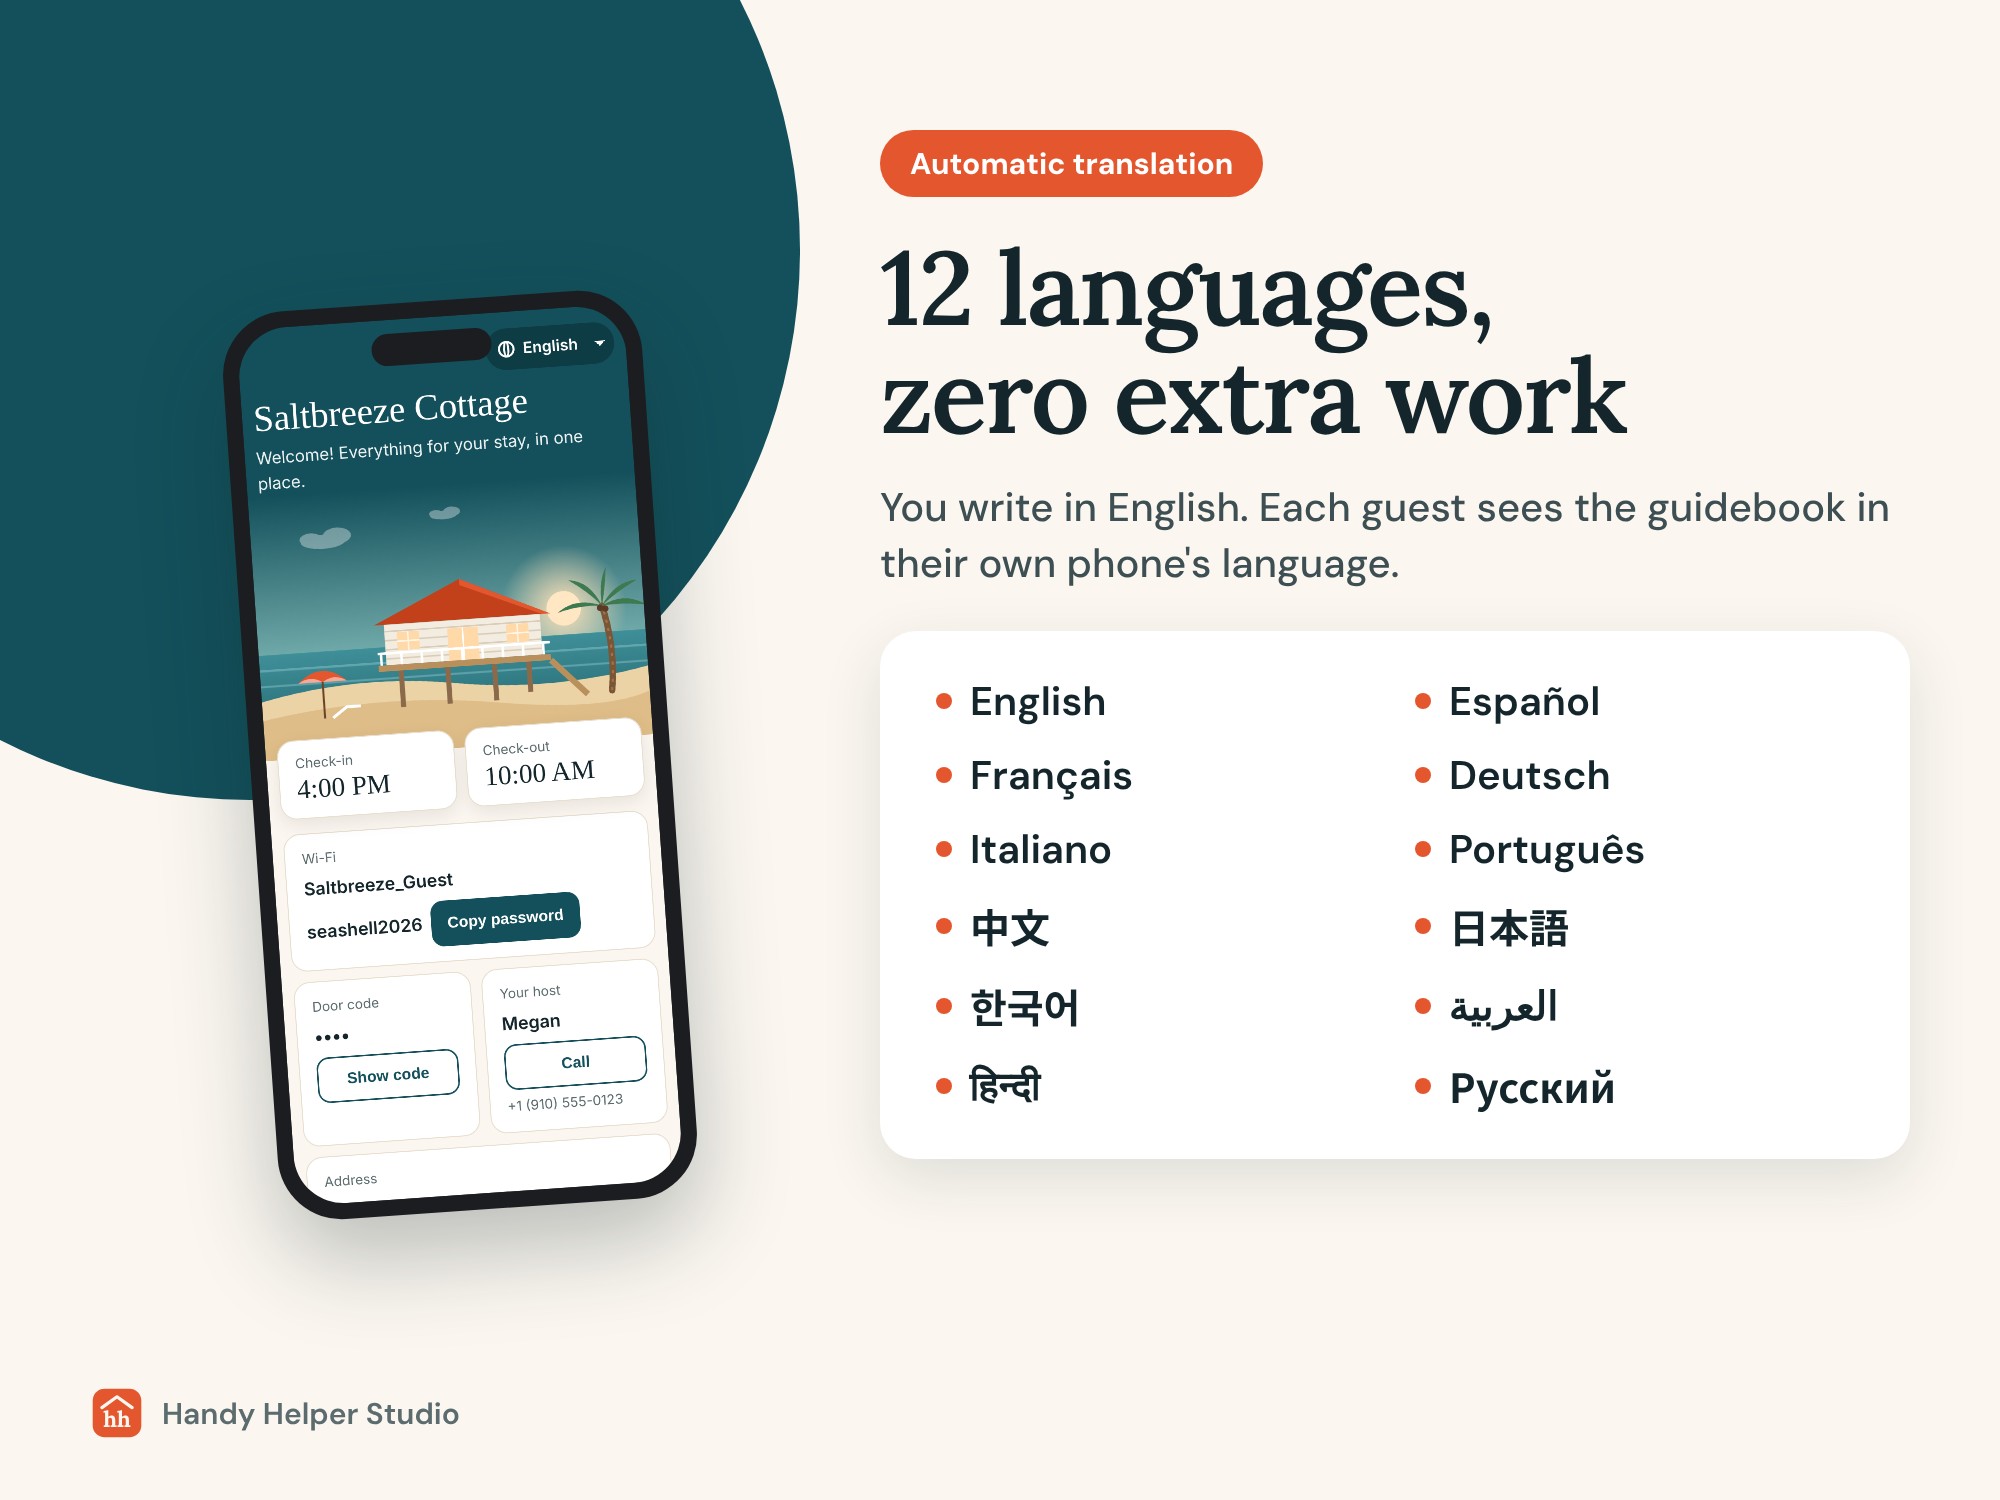 Automatic translation
12 languages,
zero extra work
You write in English. Each guest sees the guidebook in
their own phone's language.
English
Español
Français
Deutsch
Italiano
Português
中文
日本語
한국어
العربية
हिन्दी
Русский
English
Saltbreeze Cottage
Welcome! Everything for your stay, in one
place.
Check-in
4:00 PM
Check-out
10:00 AM
Wi-Fi
Saltbreeze_Guest
seashell2026
Copy password
Door code
••••
Show code
Your host
Megan
Call
+1 (910) 555-0123
Address
hh
Handy Helper Studio